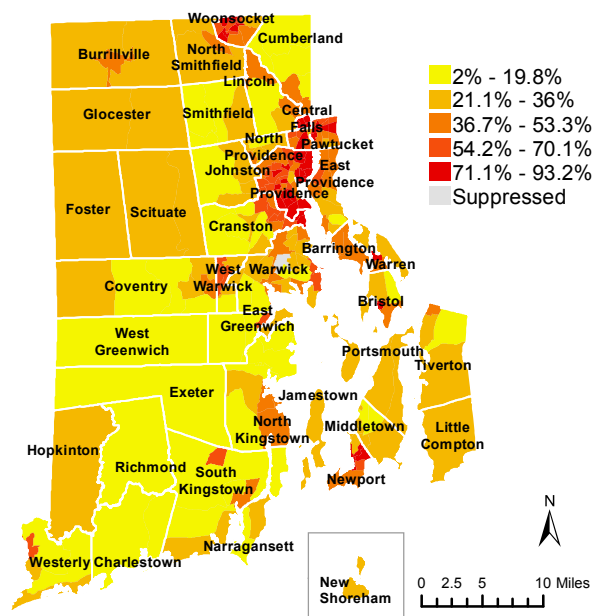 Woonsocket
Burrillville
North
Smithfield
Cumberland
Lincoln
Glocester
Smithfield
Central
Falls
Pawtucket
North
Providence
Johnston
East
Providence
Providence
Foster
Scituate
Cranston
Barrington
Warren
Coventry
West
Warwick
Warwick
Bristol
East
Greenwich
West
Greenwich
Portsmouth
Tiverton
Exeter
Jamestown
North
Kingstown
Middletown
Little
Compton
Hopkinton
Richmond
South
Kingstown
Newport
Narragansett
Westerly
Charlestown
New
Shoreham
2% - 19.8%
21.1% - 36%
36.7% - 53.3%
54.2% - 70.1%
71.1% - 93.2%
Suppressed
N
0 2.5 5 10 Miles